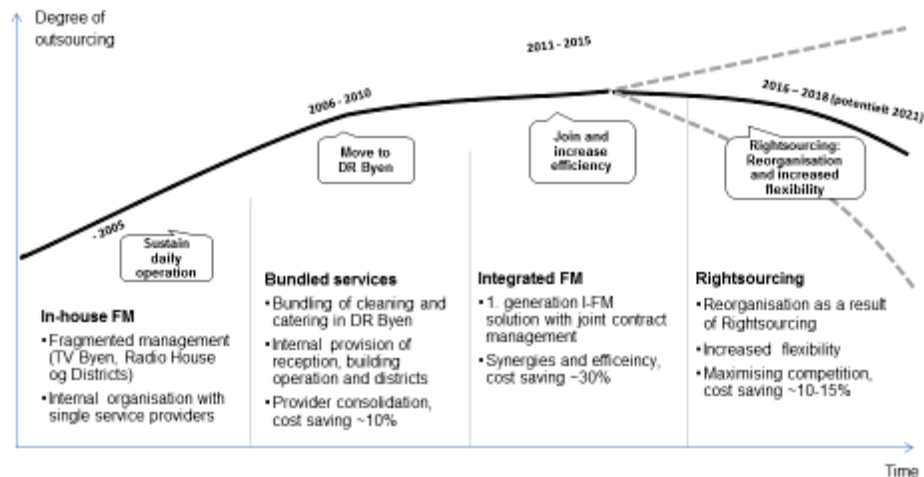 Degree of
outsourcing
2011 - 2015
2006 - 2010
2016 – 2018 (potentielt 2021)
- 2005
Move to
DR Byen
Join and
increase
efficiency
Rightsourcing:
Reorganisation
and increased
flexibility
Sustain
daily
operation
In-house FM
▪Fragmented management
(TV Byen, Radio House
og Districts)
▪Internal organisation with
single service providers
Bundled services
▪Bundling of cleaning and
catering in DR Byen
▪Internal provision of
reception, building
operation and districts
▪Provider consolidation,
cost saving ~10%
Integrated FM
▪1. generation I-FM
solution with joint contract
management
▪Synergies and efficeincy,
cost saving ~30%
Rightsourcing
▪Reorganisation as a result
of Rightsourcing
▪Increased flexibility
▪Maximising competition,
cost saving ~10-15%
Time